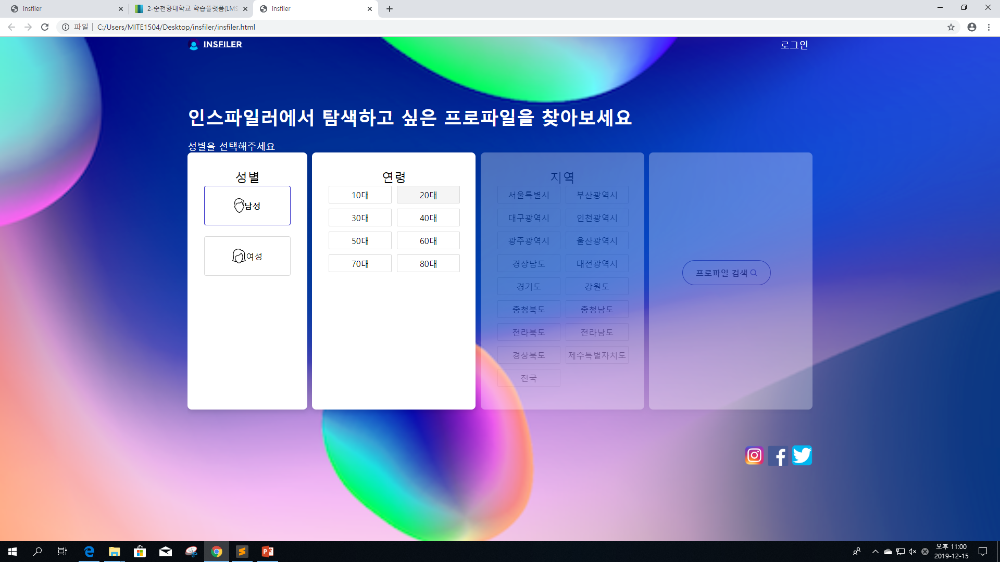 insfiler
2-순천향대학교 학습플랫폼(LMS
insfiler
파일
C:/Users/MITE1504/Desktop/insfiler/insfiler.html
INSFILER
로그인
인스파일러에서 탐색하고 싶은 프로파일을 찾아보세요
성별을 선택해주세요
성별
남성
여성
연령
10대 20대
30대 40대
50대 60대
70대 80대
지역
서울특별시 부산광역시
대구광역시 인천광역시
광주광역시 울산광역시
경상남도 대전광역시
경기도 강원도
충청북도 충청남도
전라북도 전라남도
경상북도 제주특별자치도
전국
프로파일 검색
오후 11:00
2019-12-15